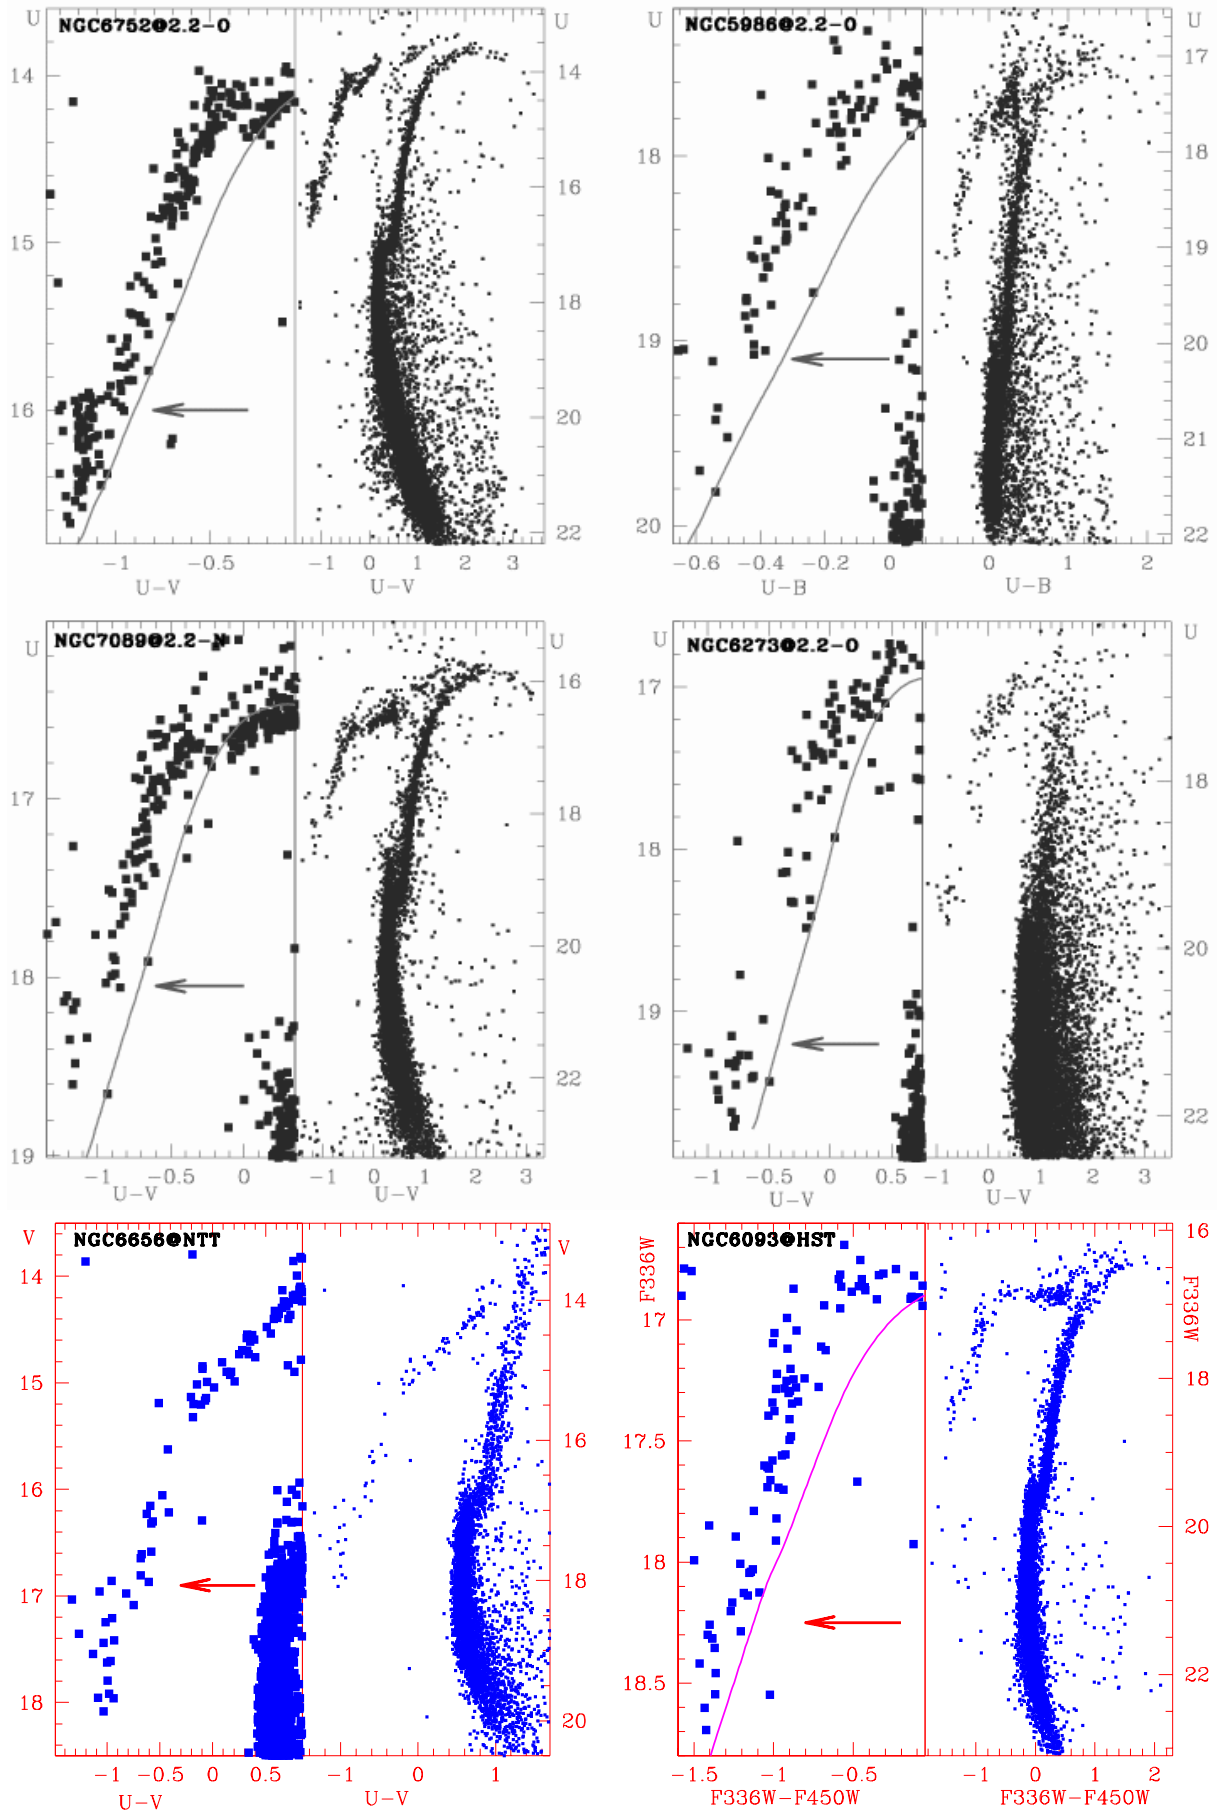 U NGC6752@2.2-O U
14 14
15 16
16 18
20
22
-1 -0.5 -1 0 1 2 3
U-V U-V
U NGC5986@2.2-O U
17
18 18
19 19
20
21
20 22
-0.6 -0.4 -0.2 0 0 1 2
U-B U-B
U NGC7089@2.2-N U
16
17 18
18 20
22
19
-1 -0.5 0 -1 0 1 2 3
U-V U-V
U NGC6273@2.2-O U
17
18 18
19 20
22
-1 -0.5 0 0.5 -1 0 1 2 3
U-V U-V
V NGC6656@NTT V
14 14
15
16 16
17 18
18 20
-1 -0.5 0 0.5 -1 0 1
U-V U-V
F336W NGC6093@HST F336W
16
17 18
17.5 20
18
18.5 22
-1.5 -1 -0.5 -1 0 1 2
F336W-F450W F336W-F450W